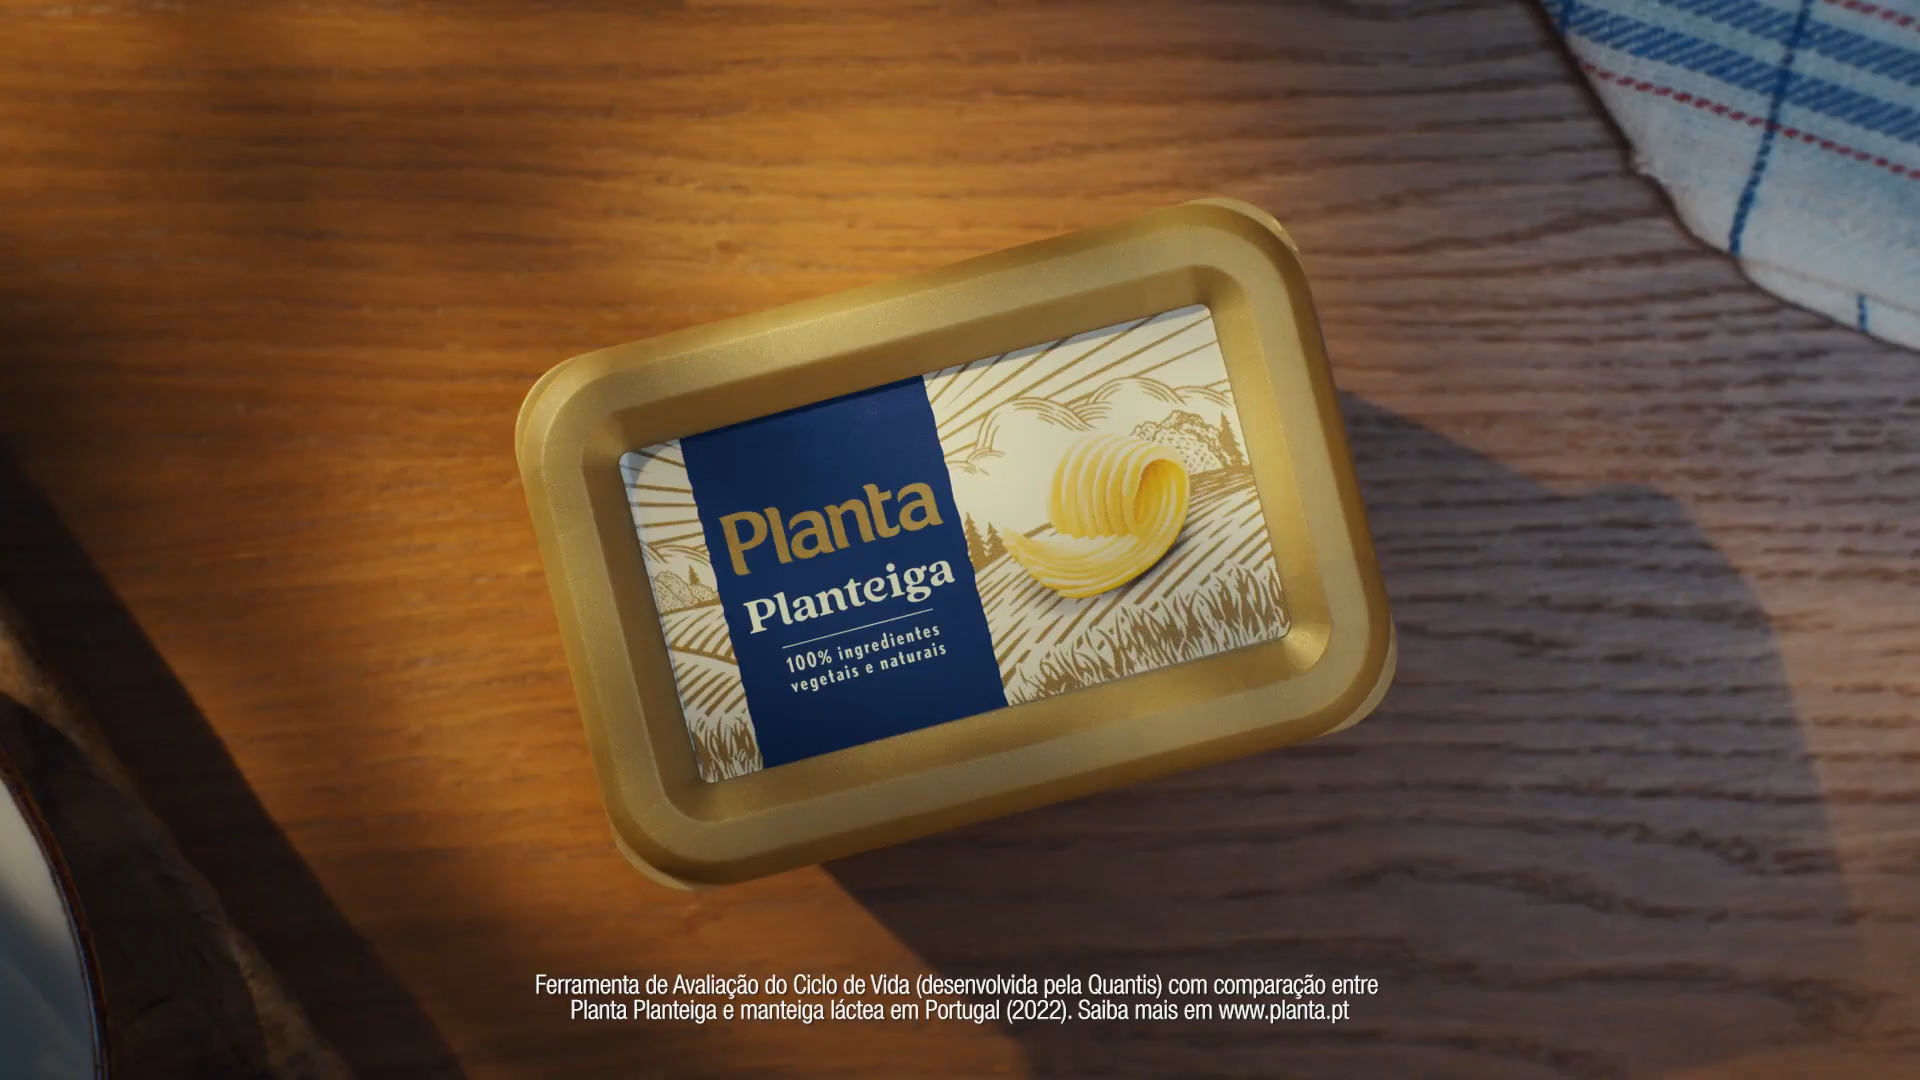 Planta
Planteiga
100% ingredientes
vegetais e naturais
Ferramenta de Avaliação do Ciclo de Vida (desenvolvida pela Quantis) com comparação entre
Planta Planteiga e manteiga láctea em Portugal (2022). Saiba mais em www.planta.pt